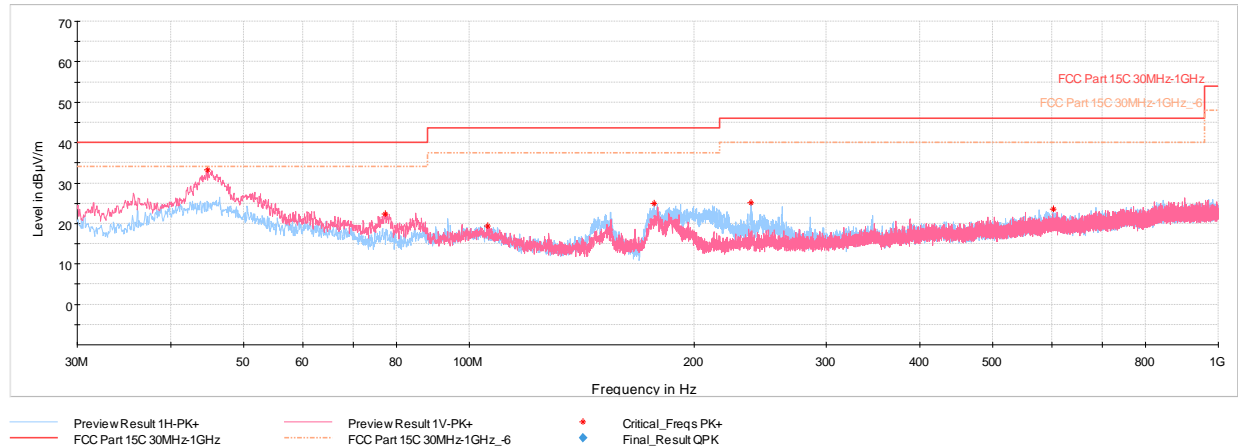 70
60
FCC Part 15C 30MHz-1GHz
50
FCC Part 15C 30MHz-1GHz_-6
40
30
20
10
0
Level in dBµV/m
30M 50 60 80 100M 200 300 400 500 800 1G
Frequency in Hz
Preview Result 1H-PK+ Preview Result 1V-PK+ Critical_Freqs PK+
FCC Part 15C 30MHz-1GHz FCC Part 15C 30MHz-1GHz_-6 Final_Result QPK